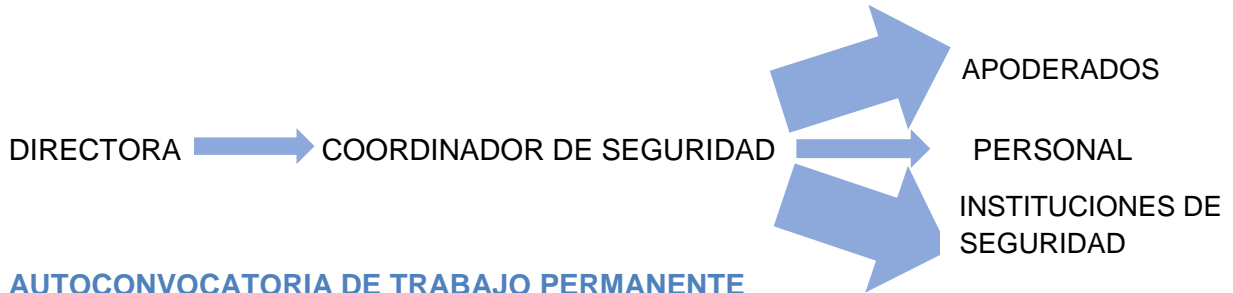 APODERADOS
DIRECTORA COORDINADOR DE SEGURIDAD PERSONAL
INSTITUCIONES DE
SEGURIDAD
AUTOCONVOCATORIA DE TRABAJO PERMANENTE